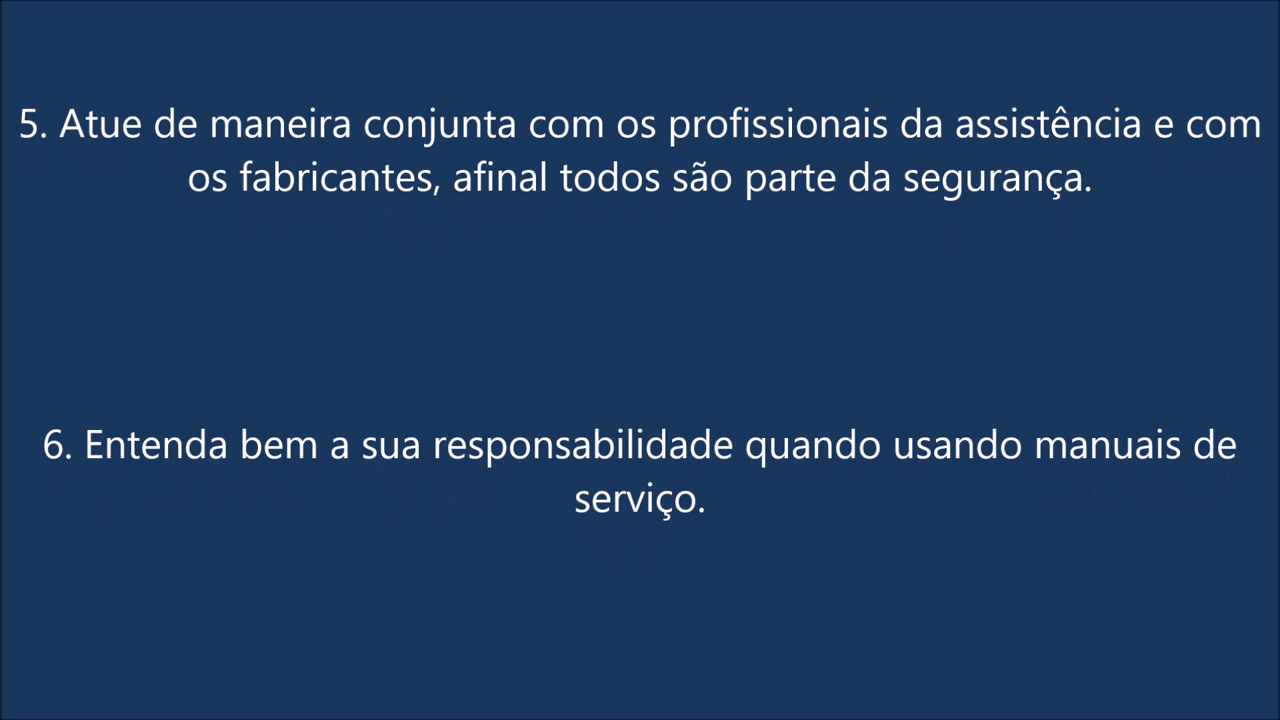 5. Atue de maneira conjunta com os profissionais da assistência e com
os fabricantes, afinal todos são parte da segurança.
6. Entenda bem a sua responsabilidade quando usando manuais de
serviço.